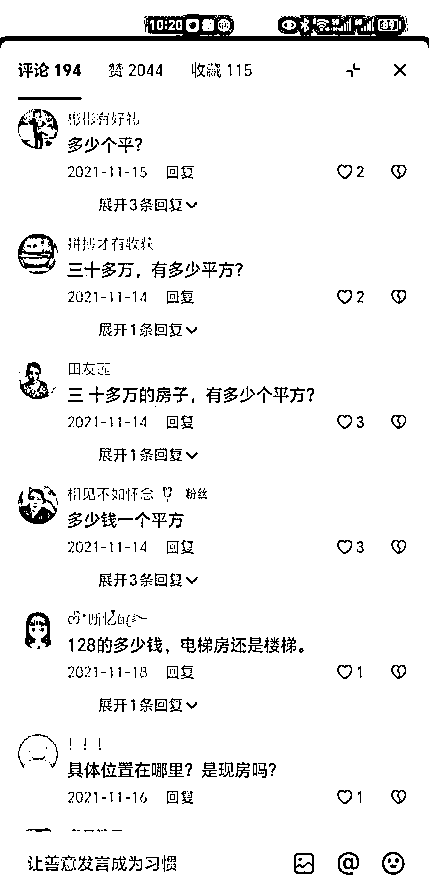 10:20
89
评论 194 赞 2044 收藏 115
彬彬有好礼
多少个平?
2021-11-15 回复
2
展开3条回复
拼搏才有收获
三十多万，有多少平方?
2021-11-14 回复
2
展开1条回复
田友
三 十多万的房子，有多少个平方?
2021-11-14 回复
3
展开1条回复
相见不如怀念 粉丝
多少钱一个平方
2021-11-14 回复
3
展开3条回复
128的多少钱，电梯房还是楼梯。
2021-11-18 回复
1
展开1条回复
! ! !
具体位置在哪里? 是现房吗?
2021-11-16 回复
1
让善意发言成为习惯